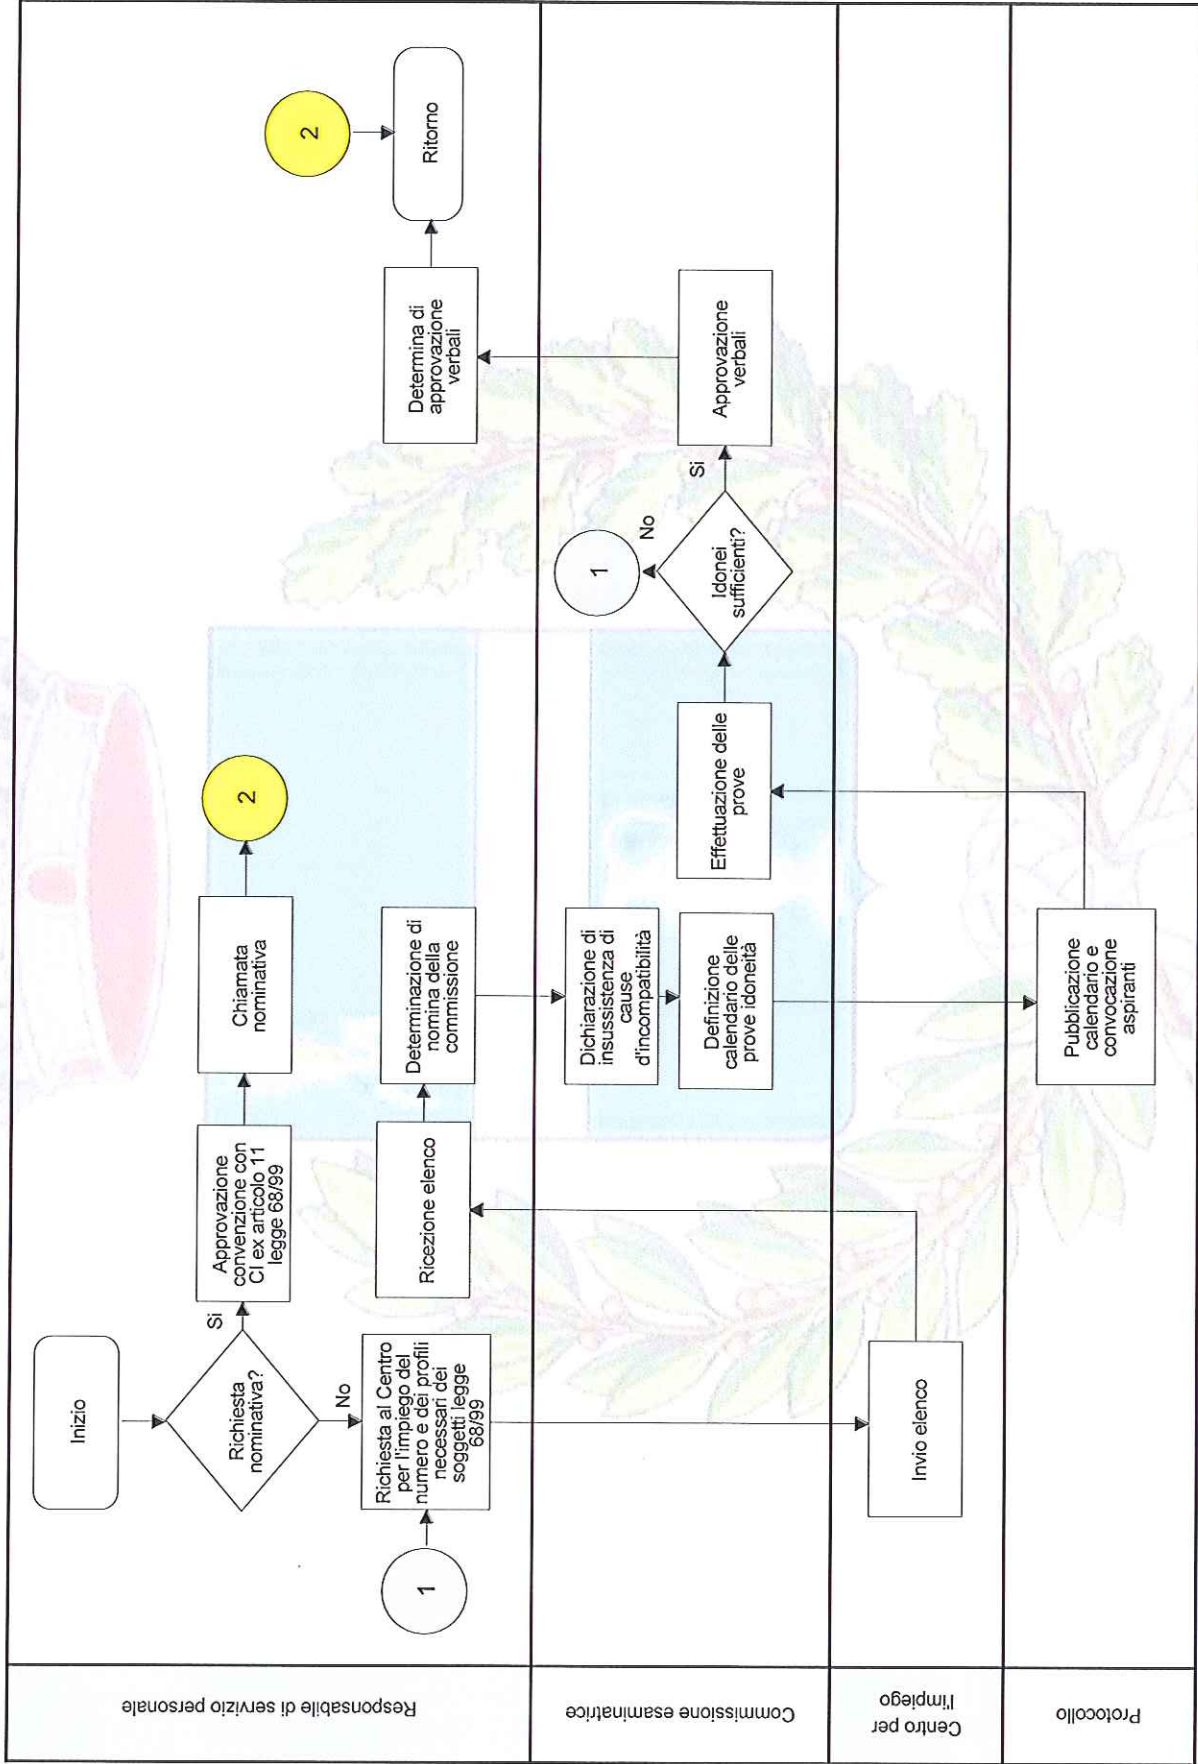 Responsabile di servizio personale
Inizio
Richiesta
nominativa?
Si
No
Approvazione
convenzione con
CI ex articolo 11
legge 68/99
Chiamata
nominativa
2
1
Richiesta al Centro
per l'impiego del
numero e dei profili
necessari dei
soggetti legge
68/99
Ricezione elenco
Determinazione di
nomina della
commissione
Determina di
approvazione
verbali
2
Ritorno
Commissione esaminatrice
Dichiarazione di
insussistenza di
cause
d'incompatibilità
Definizione
calendario delle
prove idoneità
Effettuazione delle
prove
Idonei
sufficienti?
No
1
Si
Approvazione
verbali
Centro per
l'impiego
Invio elenco
Protocollo
Pubblicazione
calendario e
convocazione
aspiranti